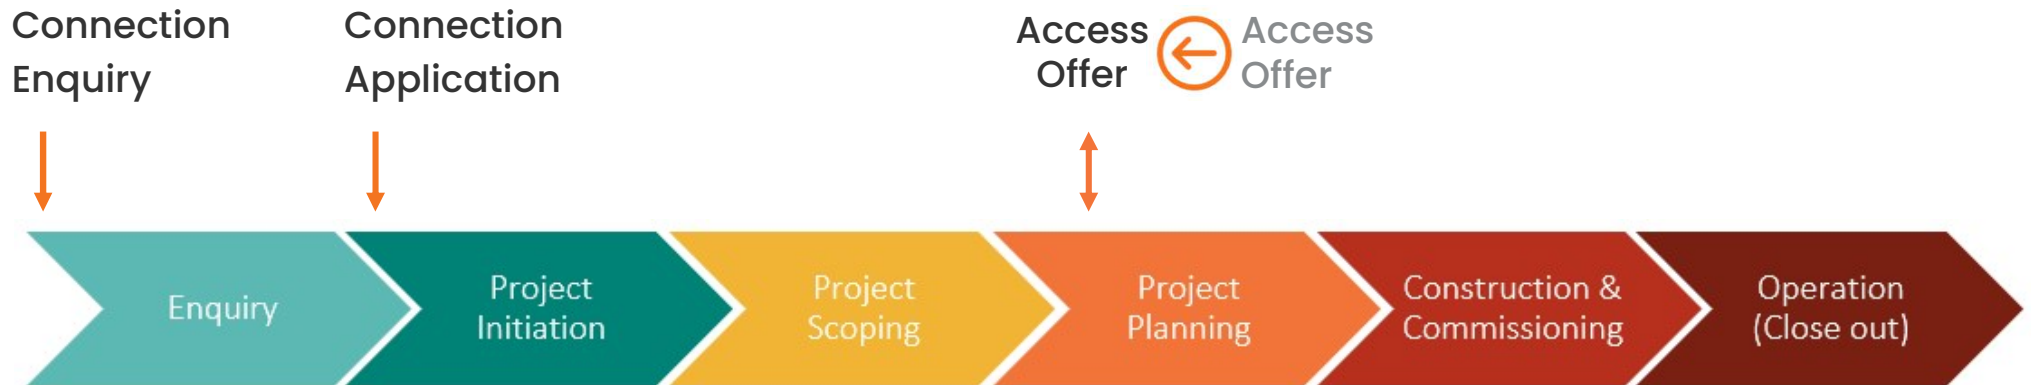 Connection
Enquiry
Connection
Application
Access
Offer
Access
Offer
Enquiry
Project
Initiation
Project
Scoping
Project
Planning
Construction &
Commissioning
Operation
(Close out)